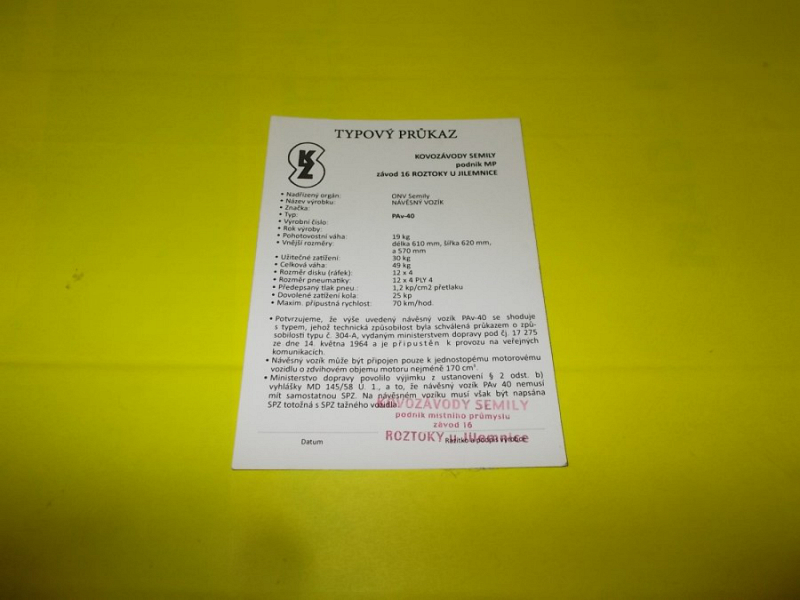 TYPOVÝ PRŮKAZ
KZ
KOVOZÁVODY SEMILY
podnik MP
závod 16 ROZTOKY U JILEMNICE
• Nadřízený orgán: ONV Semily
• Název výrobku: NÁVĚSNÝ VOZÍK
• Značka:
• Typ: PAv-40
• Výrobní číslo:
• Rok výroby:
• Pohotovostní váha: 19 kg
• Vnější rozměry: délka 610 mm, šířka 620 mm,
a 570 mm
• Užitečné zatížení: 30 kg
• Celková váha: 49 kg
• Rozměr disku (ráfek): 12 x 4
• Rozměr pneumatiky: 12 x 4 PLY 4
• Předepsaný tlak pneu.: 1,2 kp/cm2 přetlaku
• Dovolené zatížení kola: 25 kp
• Maxim. připustná rychlost: 70 km/hod.
• Potvrzujeme, že výše uvedený návěsný vozík PAv-40 se shoduje
s typem, jehož technická způsobilost byla schválená průkazem o způ-
sobilosti typu č. 304-A, vydaným ministerstvem dopravy pod čj. 17 275
ze dne 14. května 1964 a je připustěn k provozu na veřejných
komunikacích.
• Návěsný vozík může být připojen pouze k jednostopému motorovému
vozidlu o zdvihovém objemu motoru nejméně 170 cm³.
• Ministerstvo dopravy povolilo výjimku z ustanovení § 2 odst. b)
vyhlášky MD 145/58 Ú. 1., a to, že návěsný vozík PAv 40 nemusí
mít samostatnou SPZ. Na návěsném vozíku musí však být napsána
SPZ totožná s SPZ tažného vozidla.
KOVOZÁVODY SEMILY
podnik místního průmyslu
závod 16
ROZTOKY u Jilemnice
Datum
Razítko a podpis výrobce